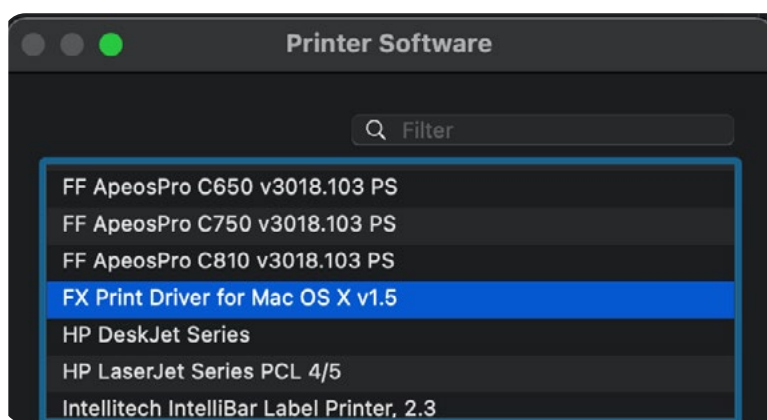 Printer Software
Filter
FF ApeosPro C650 v3018.103 PS
FF ApeosPro C750 v3018.103 PS
FF ApeosPro C810 v3018.103 PS
FX Print Driver for Mac OS X v1.5
HP DeskJet Series
HP LaserJet Series PCL 4/5
Intellitech IntelliBar Label Printer, 2.3